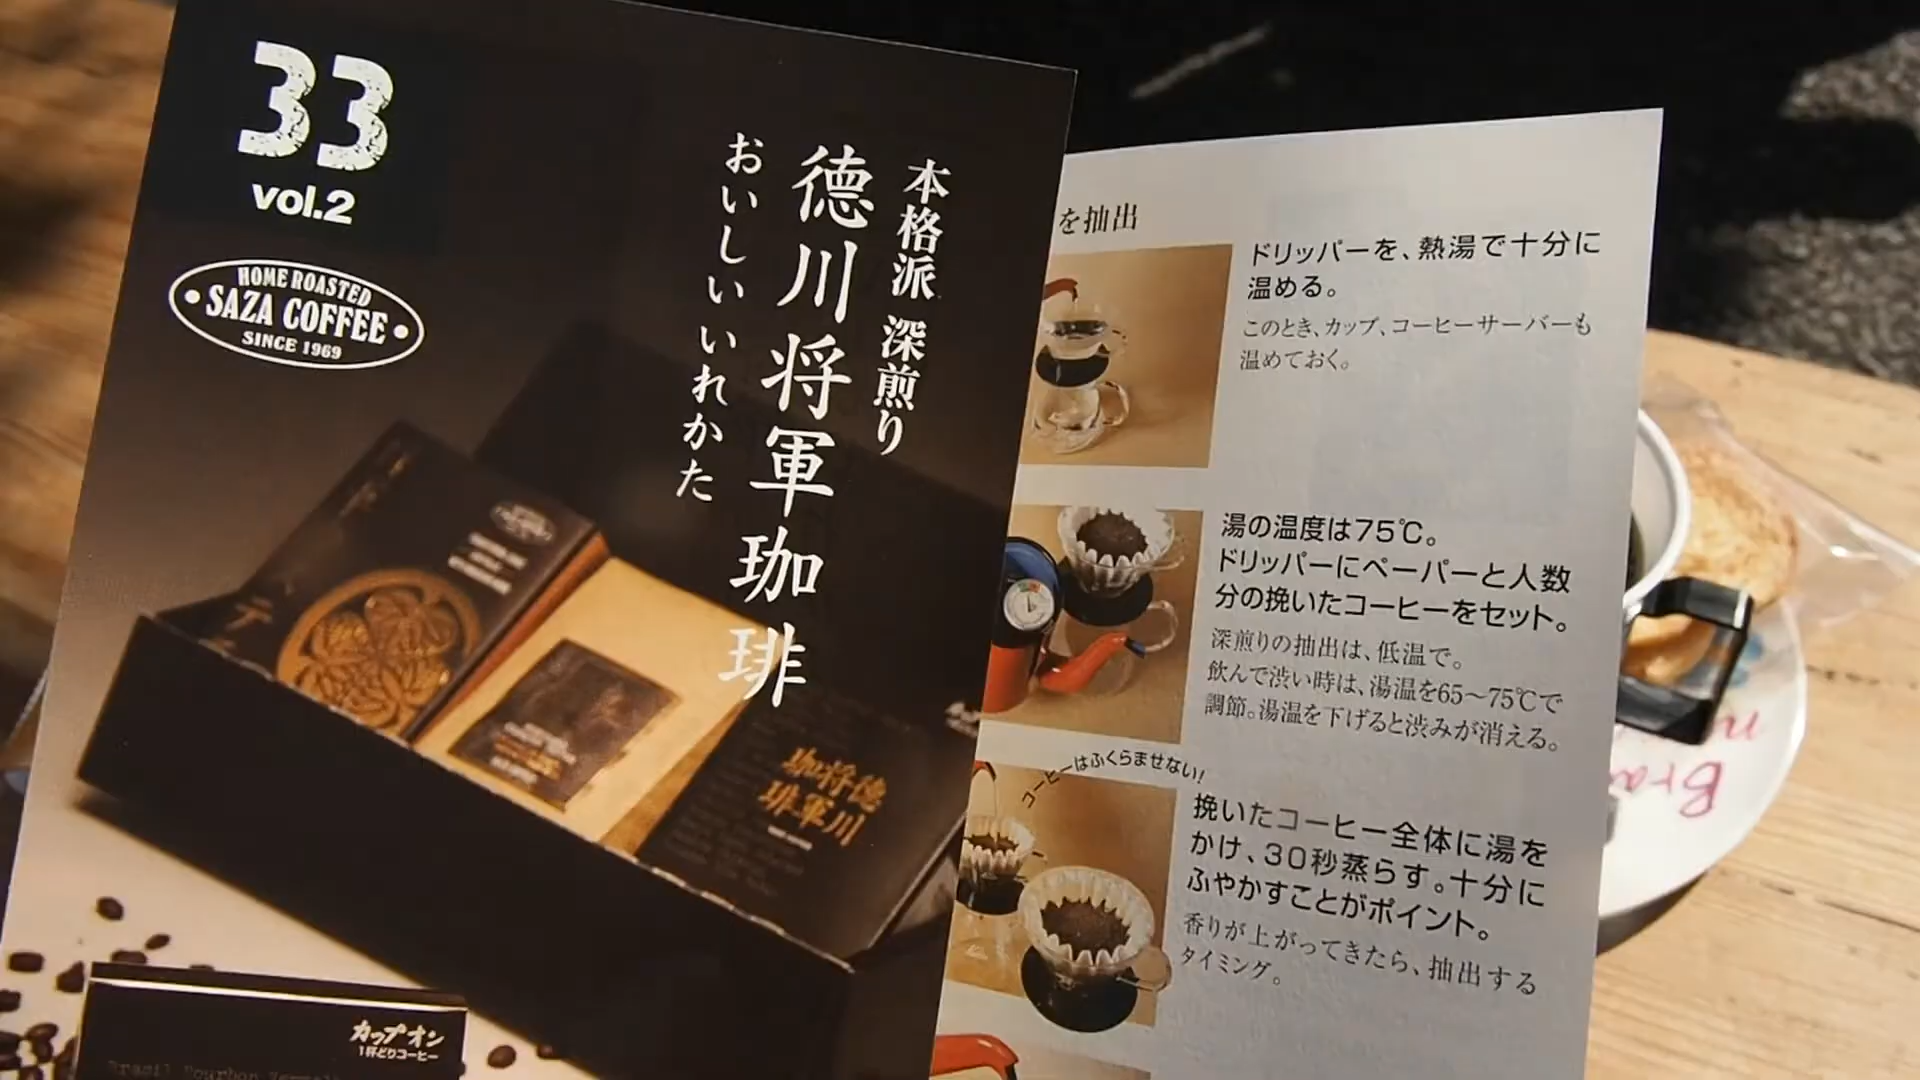 33
vol.2
HOME ROASTED
SAZA COFFEE
SINCE 1969
本格派 深煎り
徳川将軍珈琲
おいしいいれかた
徳川
将軍
珈琲
カップオン
1杯どりコーヒー
を抽出
ドリッパーを、熱湯で十分に
温める。
このとき、カップ、コーヒーサーバーも
温めておく。
湯の温度は75℃。
ドリッパーにペーパーと人数
分の挽いたコーヒーをセット。
深煎りの抽出は、低温で。
飲んで渋い時は、湯温を65〜75℃で
調節。湯温を下げると渋みが消える。
コーヒーはふくらませない!
挽いたコーヒー全体に湯を
かけ、30秒蒸らす。十分に
ふやかすことがポイント。
香りが上がってきたら、抽出する
タイミング。